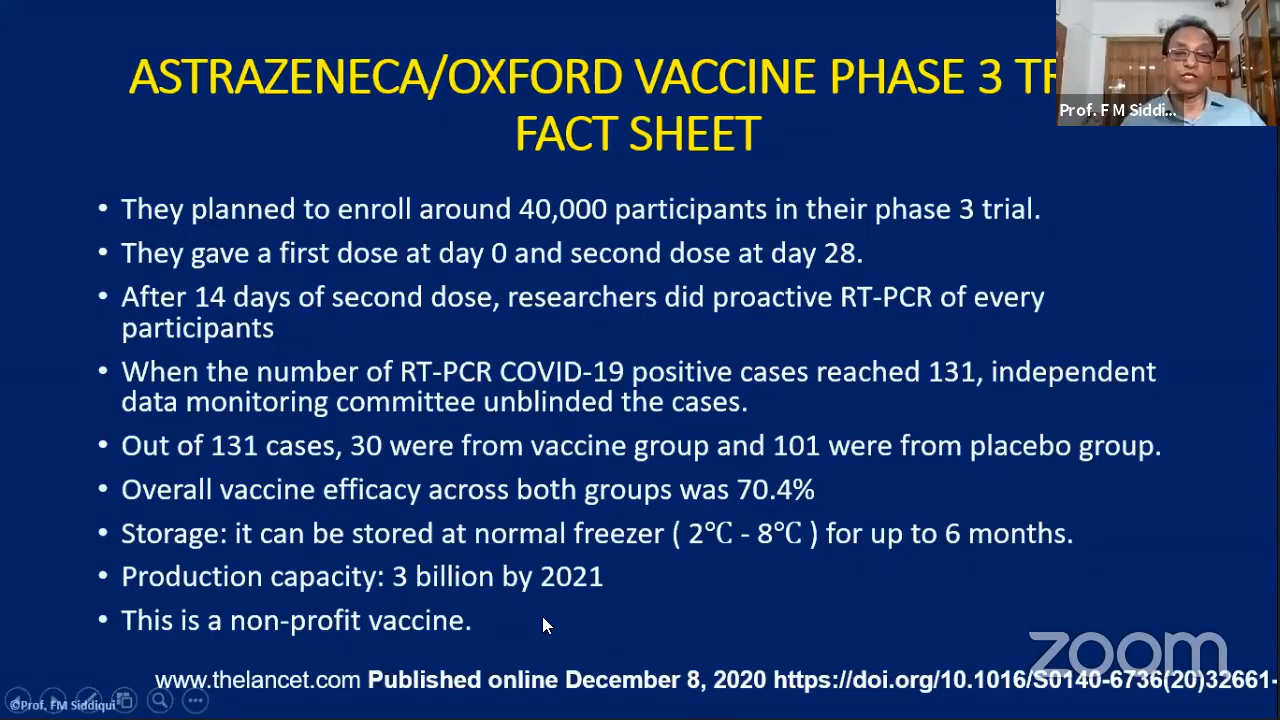 ASTRAZENECA/OXFORD VACCINE PHASE 3
FACT SHEET
Prof. F M Siddi...
• They planned to enroll around 40,000 participants in their phase 3 trial.
• They gave a first dose at day 0 and second dose at day 28.
• After 14 days of second dose, researchers did proactive RT-PCR of every
participants
• When the number of RT-PCR COVID-19 positive cases reached 131, independent
data monitoring committee unblinded the cases.
• Out of 131 cases, 30 were from vaccine group and 101 were from placebo group.
• Overall vaccine efficacy across both groups was 70.4%
• Storage: it can be stored at normal freezer ( 2℃ - 8℃ ) for up to 6 months.
• Production capacity: 3 billion by 2021
• This is a non-profit vaccine.
zoom
www.thelancet.com Published online December 8, 2020 https://doi.org/10.1016/S0140-6736(20)32661-
©Prof. FM Siddiqui